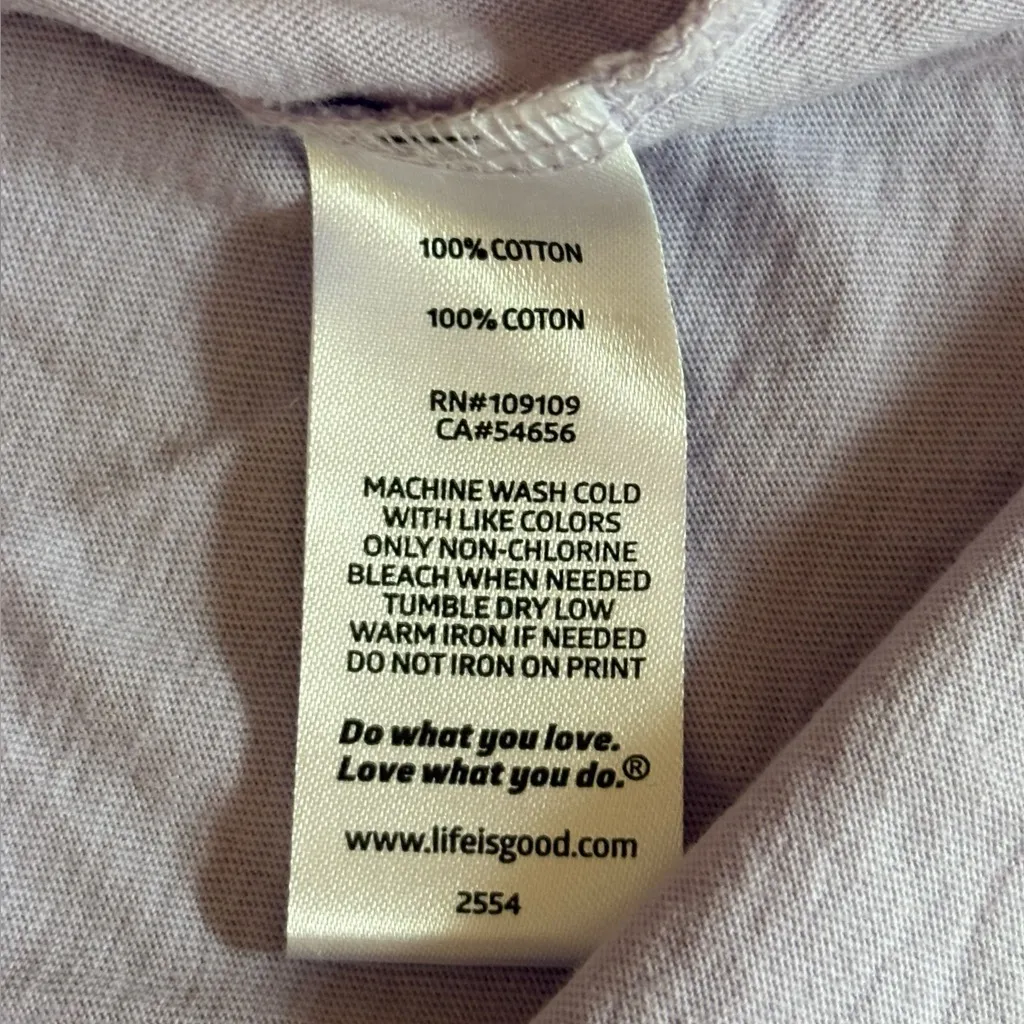 100% COTTON
100% COTON
RN#109109
CA#54656
MACHINE WASH COLD
WITH LIKE COLORS
ONLY NON-CHLORINE
BLEACH WHEN NEEDED
TUMBLE DRY LOW
WARM IRON IF NEEDED
DO NOT IRON ON PRINT
Do what you love.
Love what you do.®
www.lifeisgood.com
2554